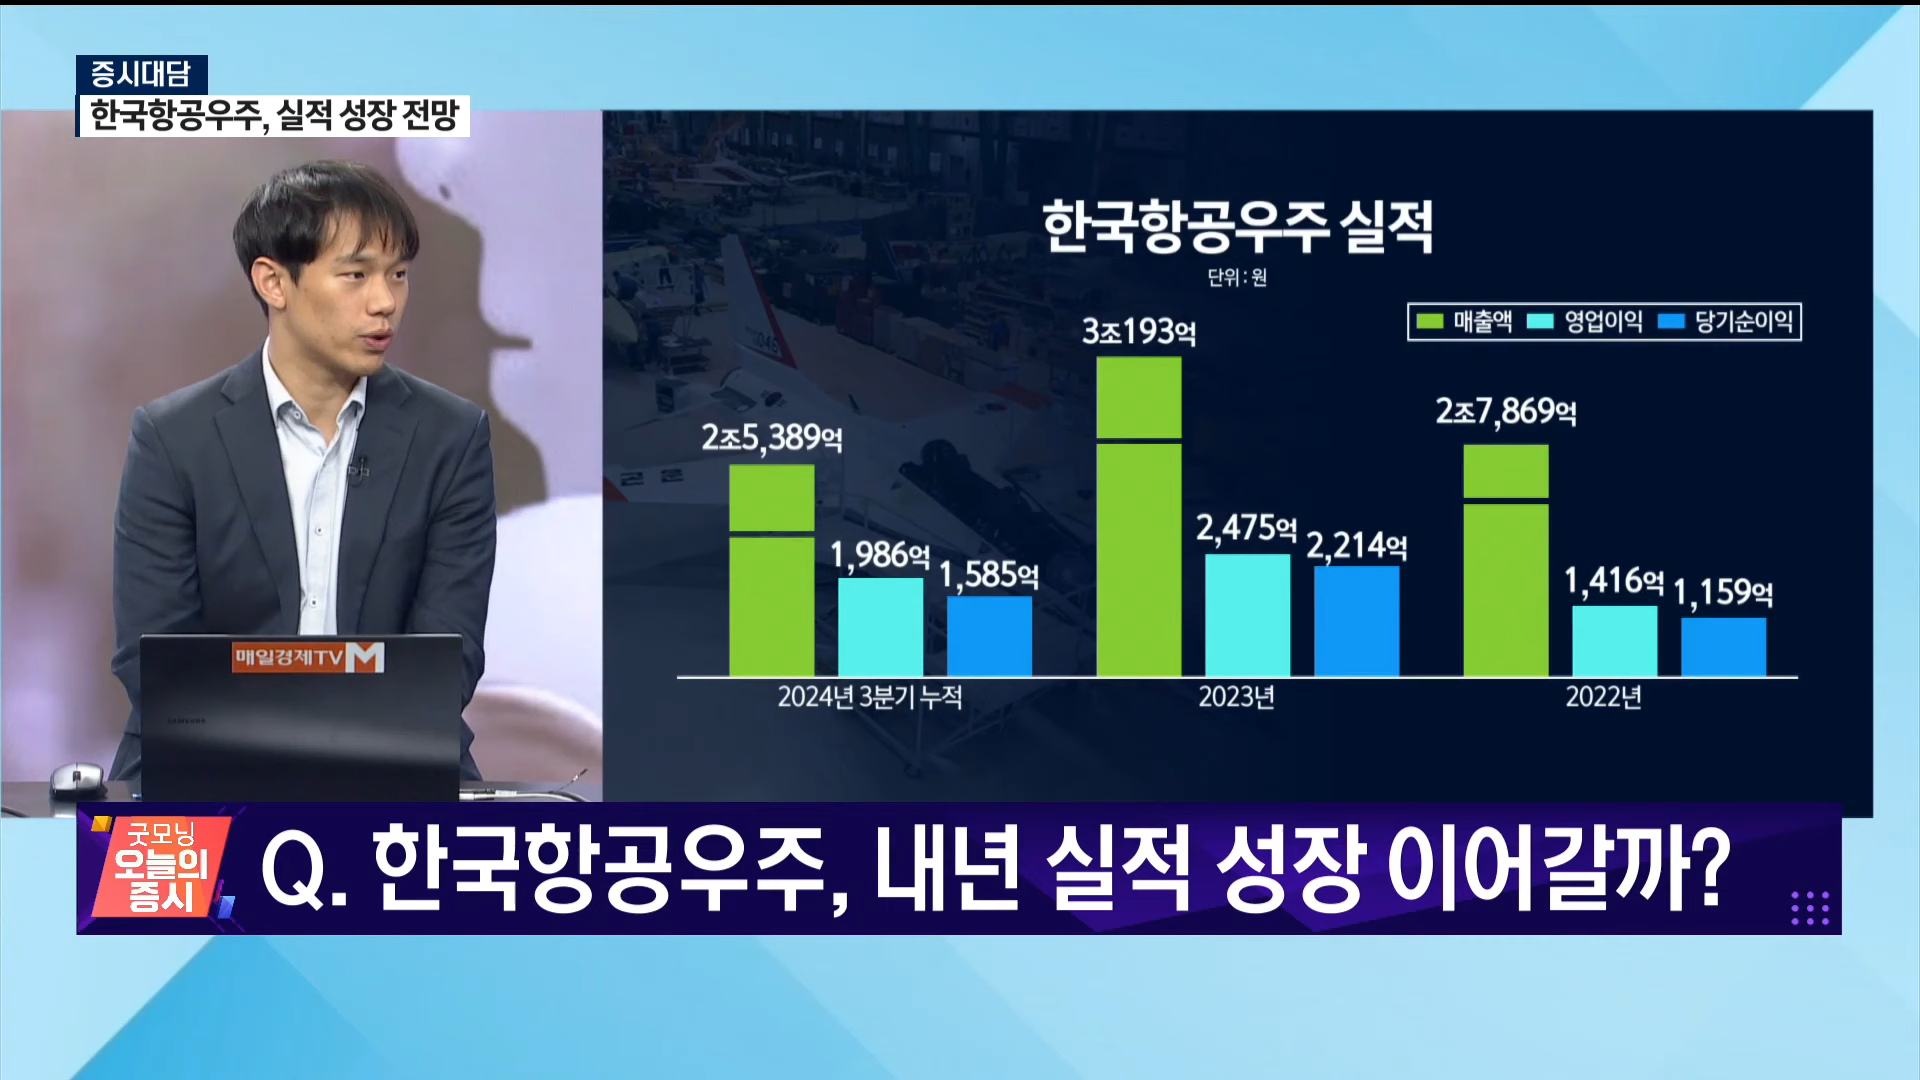 증시대담
한국항공우주, 실적 성장 전망
한국항공우주 실적
단위 : 원
매출액 영업이익 당기순이익
2조5,389억
1,986억
1,585억
3조193억
2,475억
2,214억
2조7,869억
1,416억
1,159억
2024년 3분기 누적
2023년
2022년
매일경제TV M
SAMSUNG
굿모닝
오늘의
증시
Q. 한국항공우주, 내년 실적 성장 이어갈까?